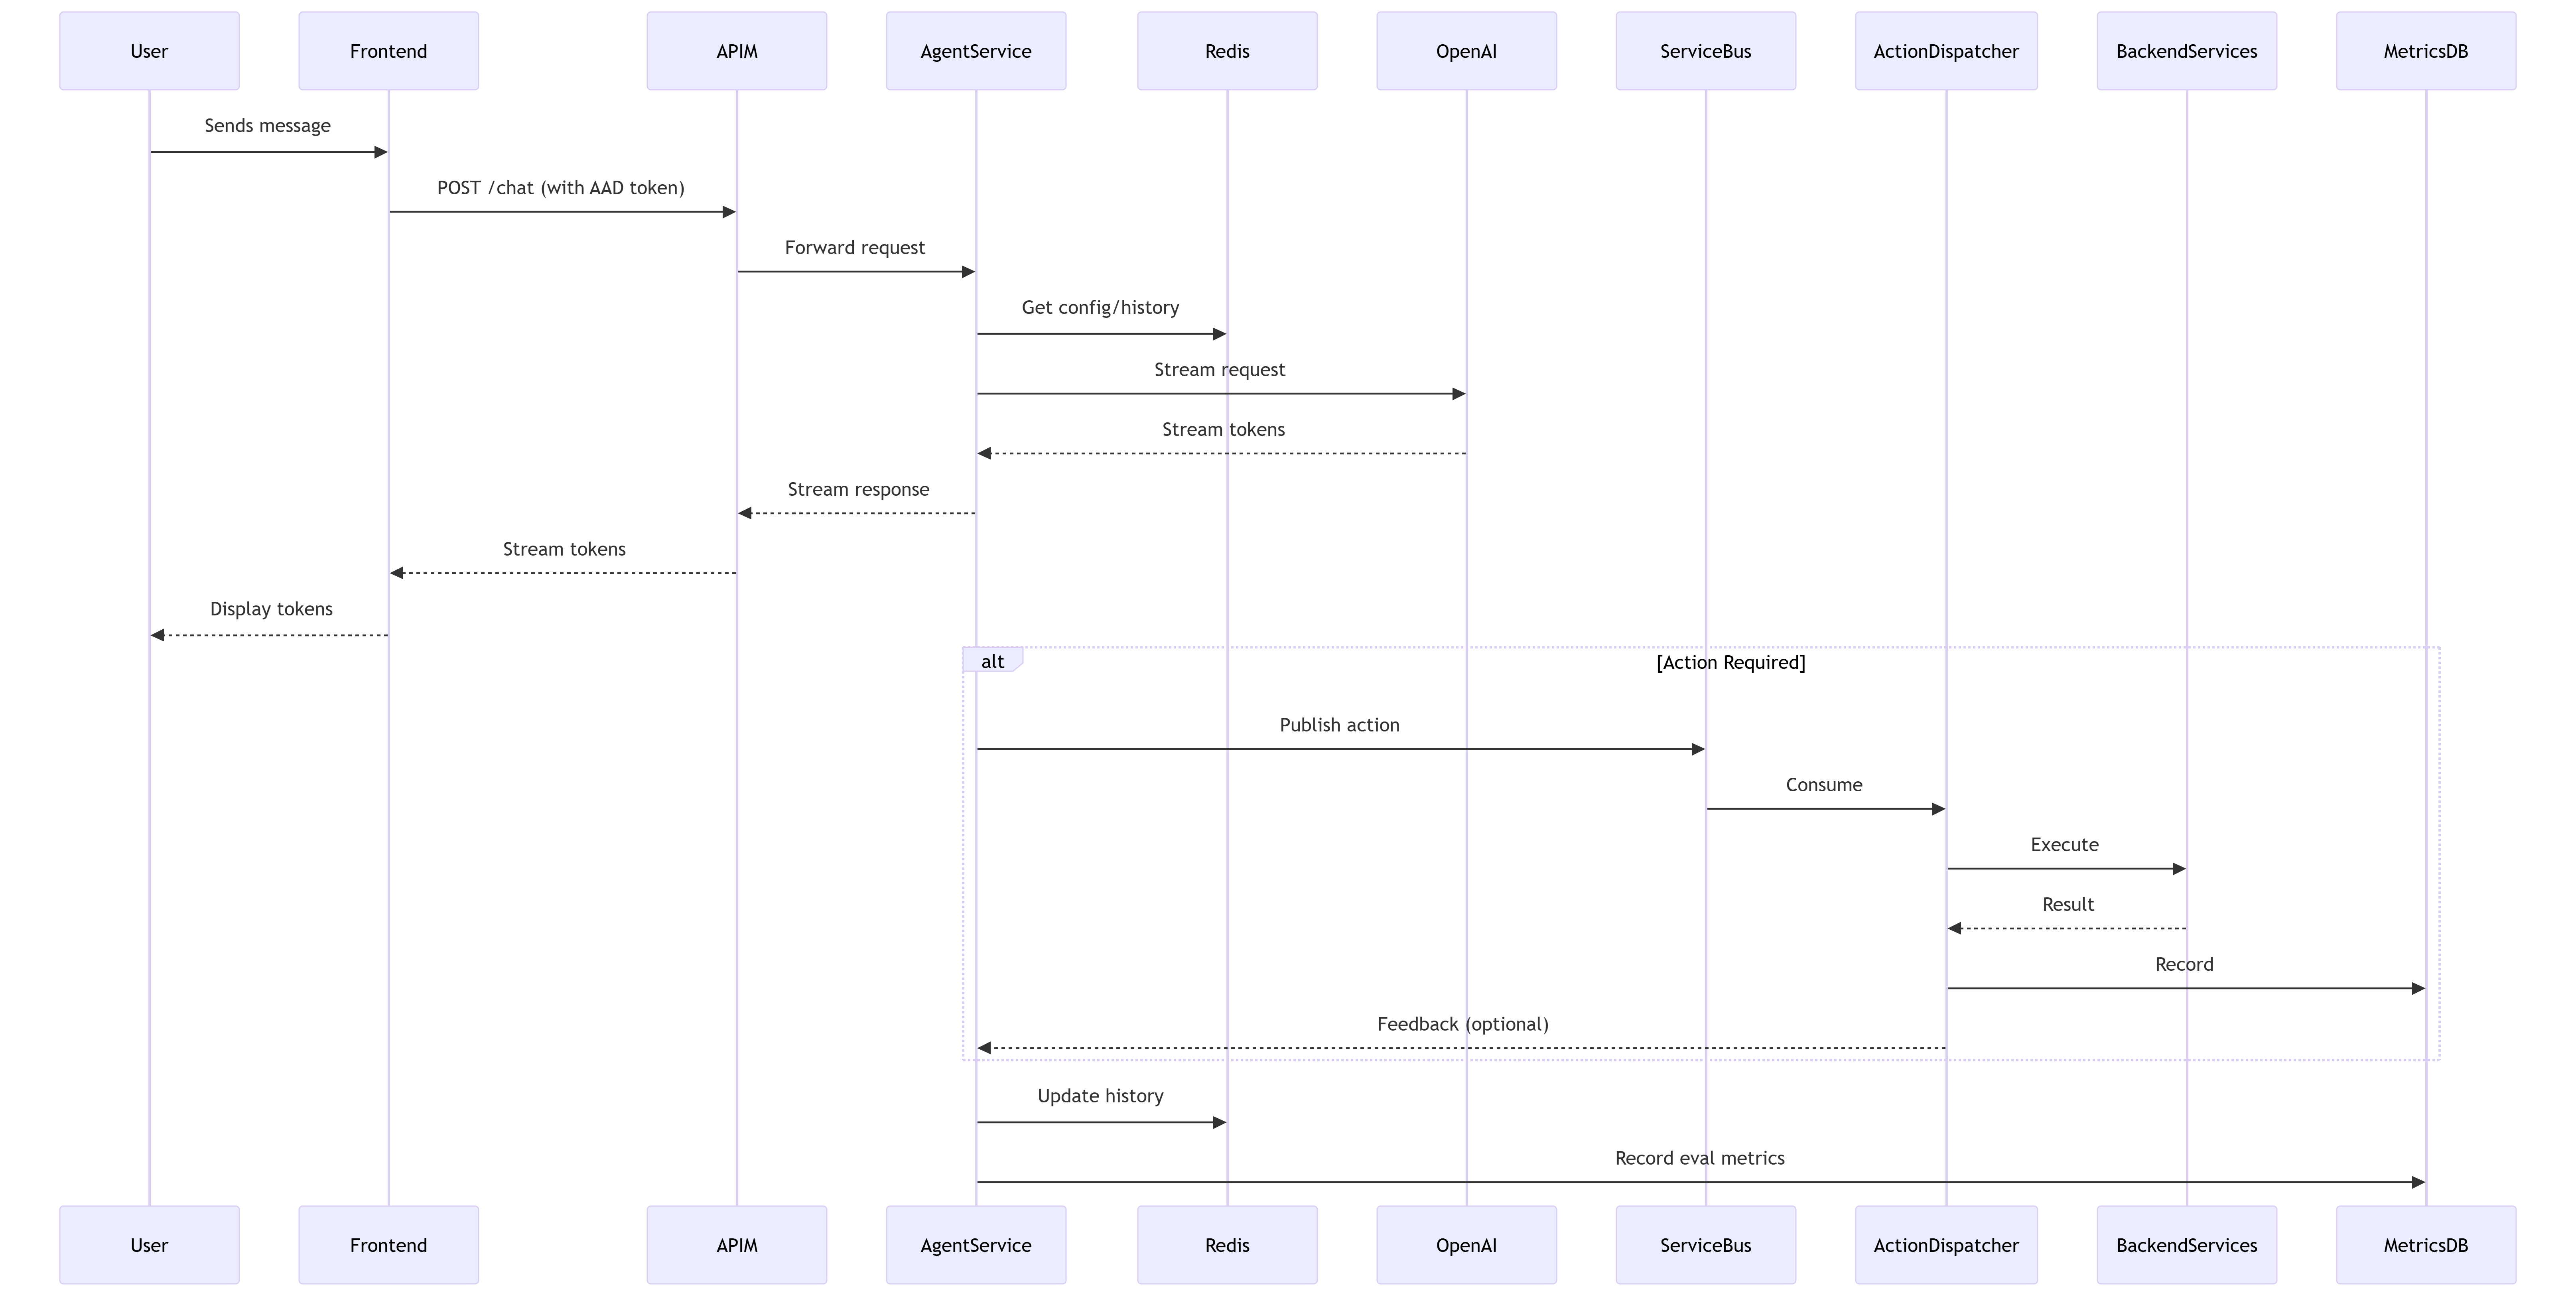 User
Frontend
APIM
AgentService
Redis
OpenAI
ServiceBus
ActionDispatcher
BackendServices
MetricsDB
Sends message
POST /chat (with AAD token)
Forward request
Get config/history
Stream request
Stream tokens
Stream response
Stream tokens
Display tokens
alt
[Action Required]
Publish action
Consume
Execute
Result
Record
Feedback (optional)
Update history
Record eval metrics
User
Frontend
APIM
AgentService
Redis
OpenAI
ServiceBus
ActionDispatcher
BackendServices
MetricsDB